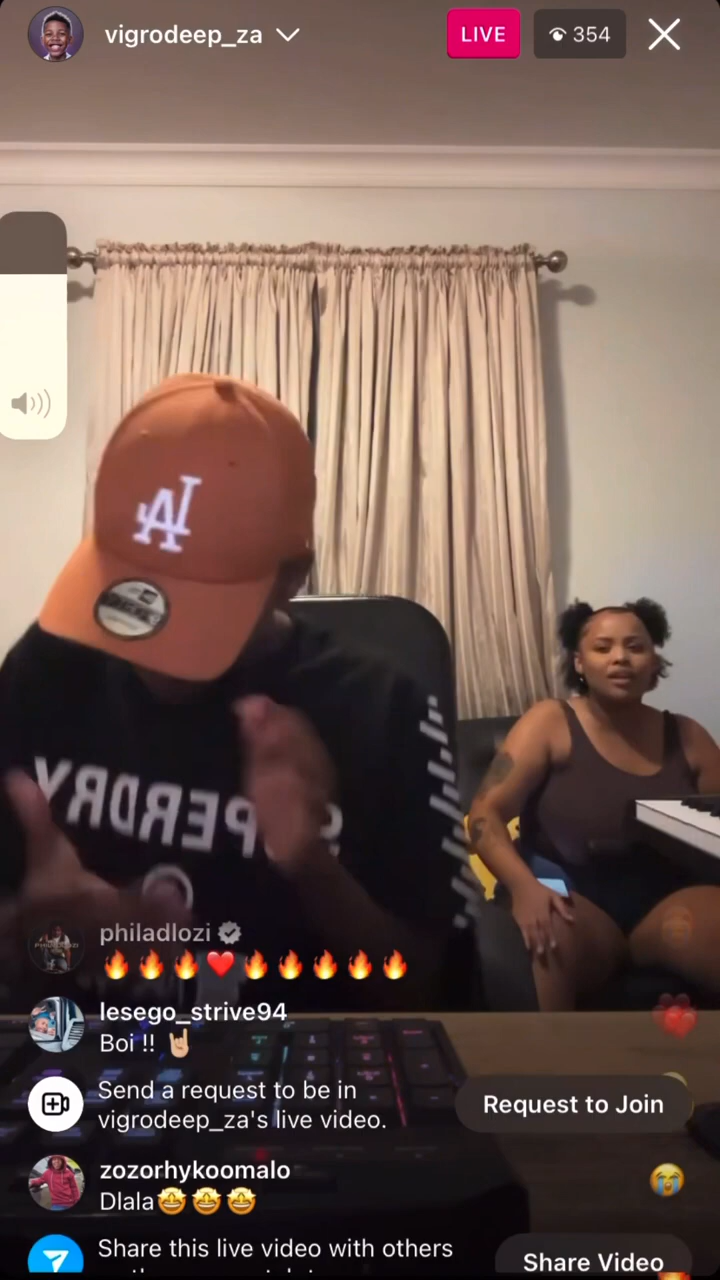 vigrodeep_za
LIVE
354
LA
SUPERDRY
philadlozi
🔥🔥🔥❤️🔥🔥🔥🔥🔥
lesego_strive94
Boi !! 🤘🏼
Send a request to be in
vigrodeep_za's live video.
Request to Join
zozorhykoomalo
Dlala🤩🤩🤩
Share this live video with others
Share Video